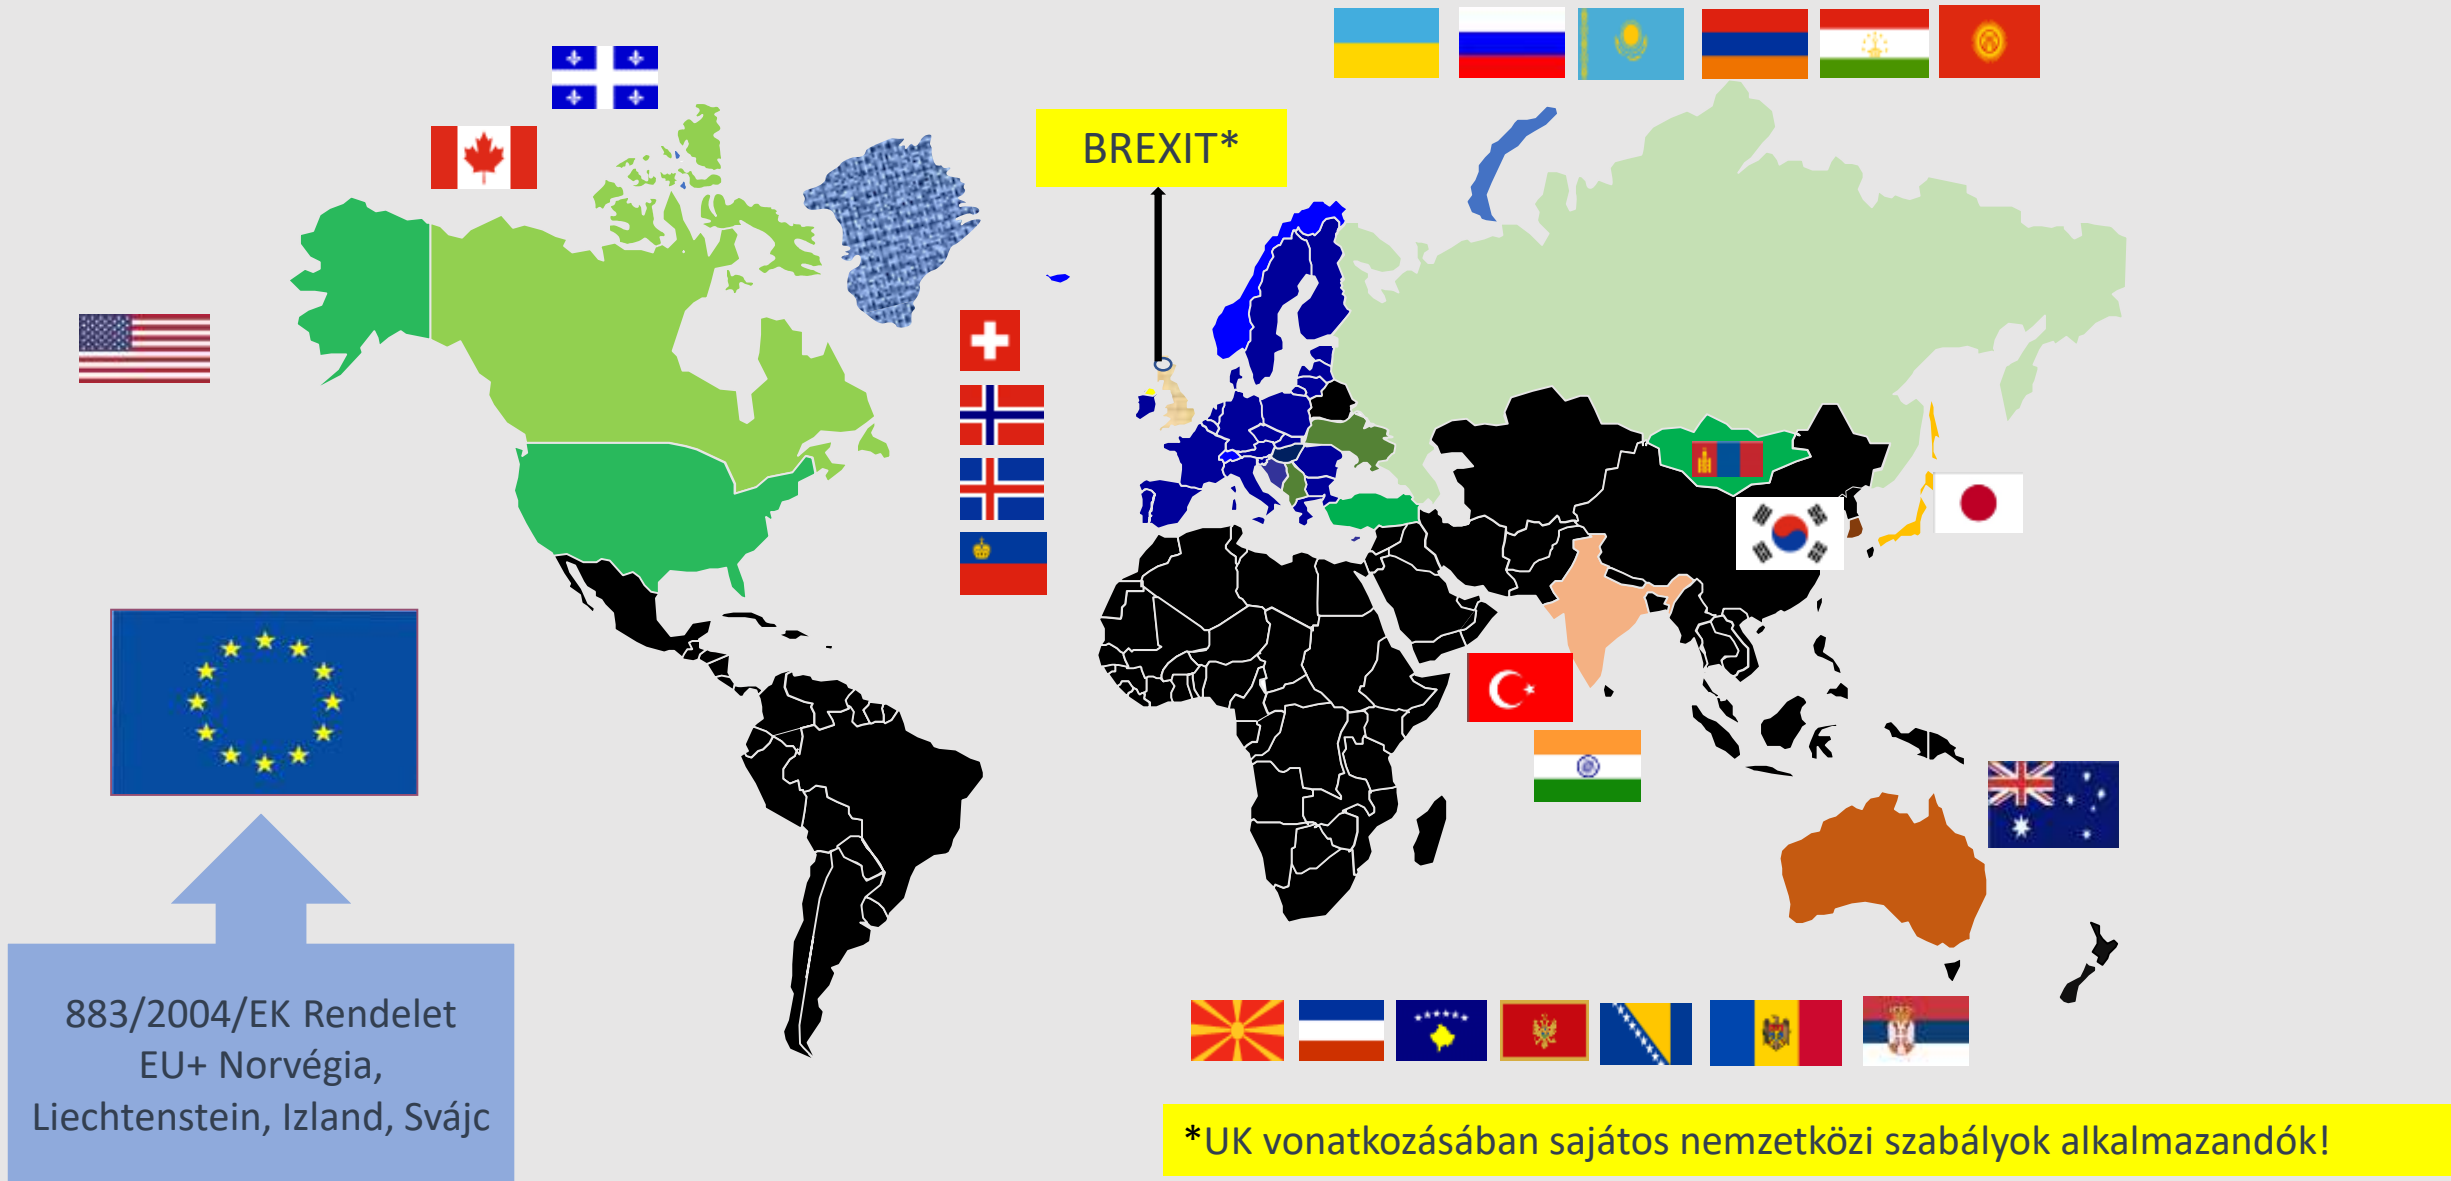 BREXIT*
883/2004/EK Rendelet
EU+ Norvégia,
Liechtenstein, Izland, Svájc
*UK vonatkozásában sajátos nemzetközi szabályok alkalmazandók!